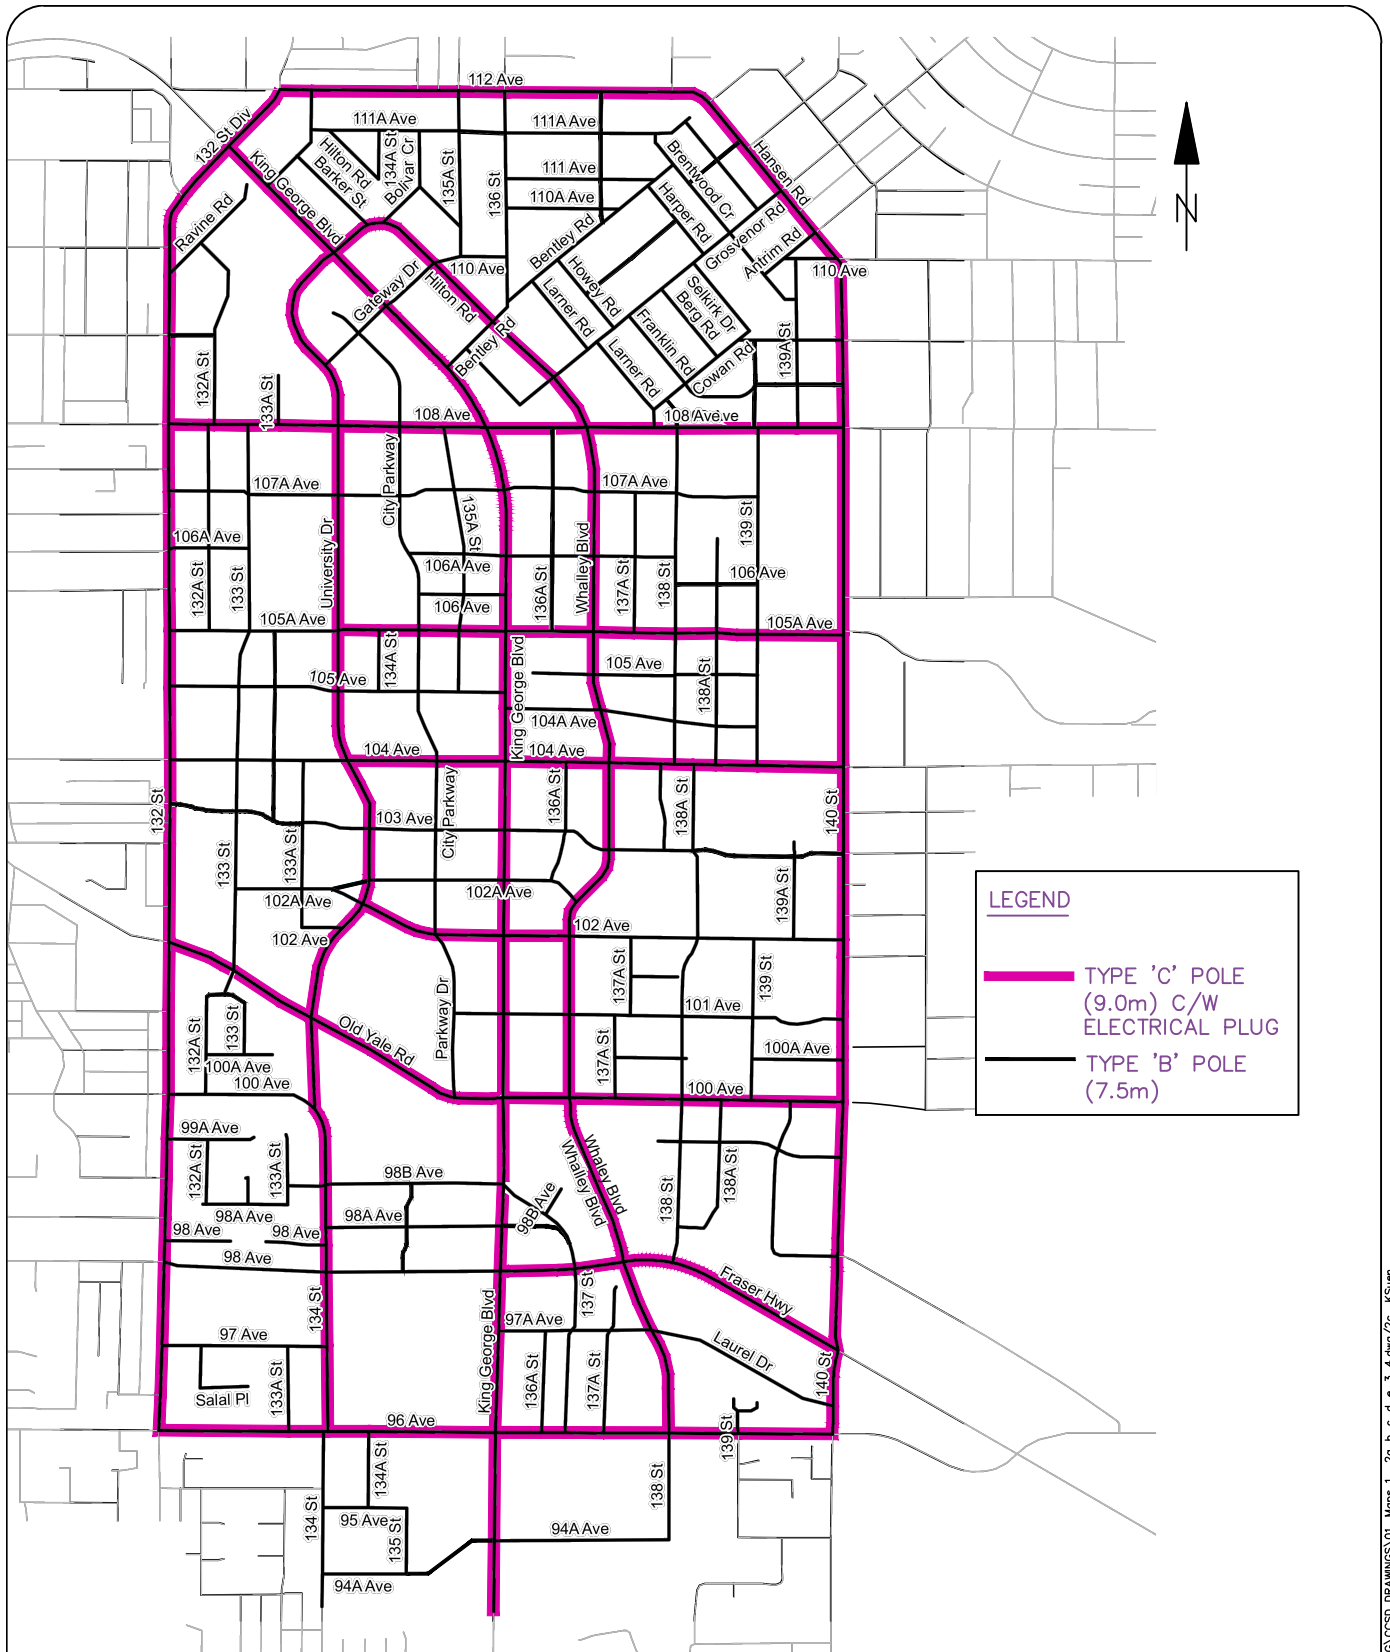 112 Ave
132 St Div
111A Ave
111A Ave
Hansen Rd
King George Blvd
Hilton Rd
Barker St
134A St
Bolivar Cr
135A St
136 St
111 Ave
110A Ave
Brentwood Cr
Harper Rd
Grosvenor Rd
Antrim Rd
Ravine Rd
Bentley Rd
110 Ave
110 Ave
Gateway Dr
Hilton Rd
Howey Rd
Larner Rd
Selkirk Dr
Berg Rd
Franklin Rd
Larner Rd
Cowan Rd
139A St
Bentley Rd
132A St
133A St
108 Ave
108 Ave
City Parkway
107A Ave
107A Ave
135A St
139 St
University Dr
Whalley Blvd
106A Ave
106A Ave
106 Ave
106 Ave
132A St
133 St
136A St
137A St
138 St
105A Ave
105A Ave
134A St
105 Ave
105 Ave
138A St
King George Blvd
104A Ave
104 Ave
104 Ave
132 St
136A St
138A St
140 St
City Parkway
103 Ave
133 St
133A St
102A Ave
102A Ave
139A St
102 Ave
102 Ave
137A St
139 St
Parkway Dr
101 Ave
132A St
133 St
Old Yale Rd
137A St
100A Ave
100A Ave
100 Ave
100 Ave
99A Ave
132A St
133A St
98B Ave
98B Ave
Whaley Blvd
Whalley Blvd
138 St
138A St
98A Ave
98A Ave
98 Ave
98 Ave
98 Ave
134 St
137 St
Fraser Hwy
King George Blvd
97A Ave
97 Ave
Laurel Dr
136A St
137A St
140 St
Salal Pl
133A St
96 Ave
139 St
134A St
138 St
134 St
95 Ave
135 St
94A Ave
94A Ave
N
LEGEND
TYPE 'C' POLE
(9.0m) C/W
ELECTRICAL PLUG
TYPE 'B' POLE
(7.5m)